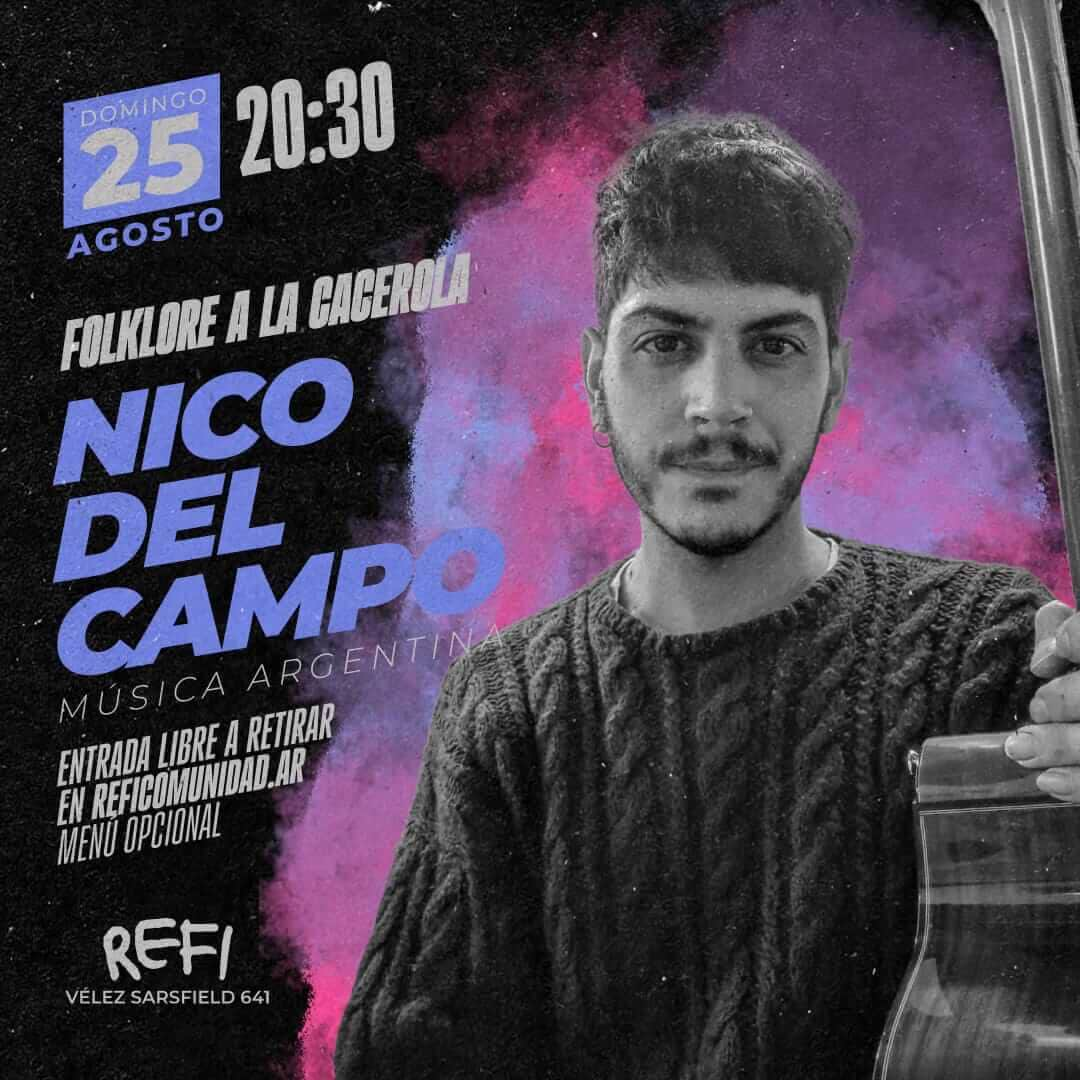 DOMINGO
25
AGOSTO
20:30
FOLKLORE A LA CACEROLA
NICO
DEL
CAMPO
MÚSICA ARGENTINA
ENTRADA LIBRE A RETIRAR
EN REFICOMUNIDAD.AR
MENÚ OPCIONAL
REFI
VÉLEZ SARSFIELD 641